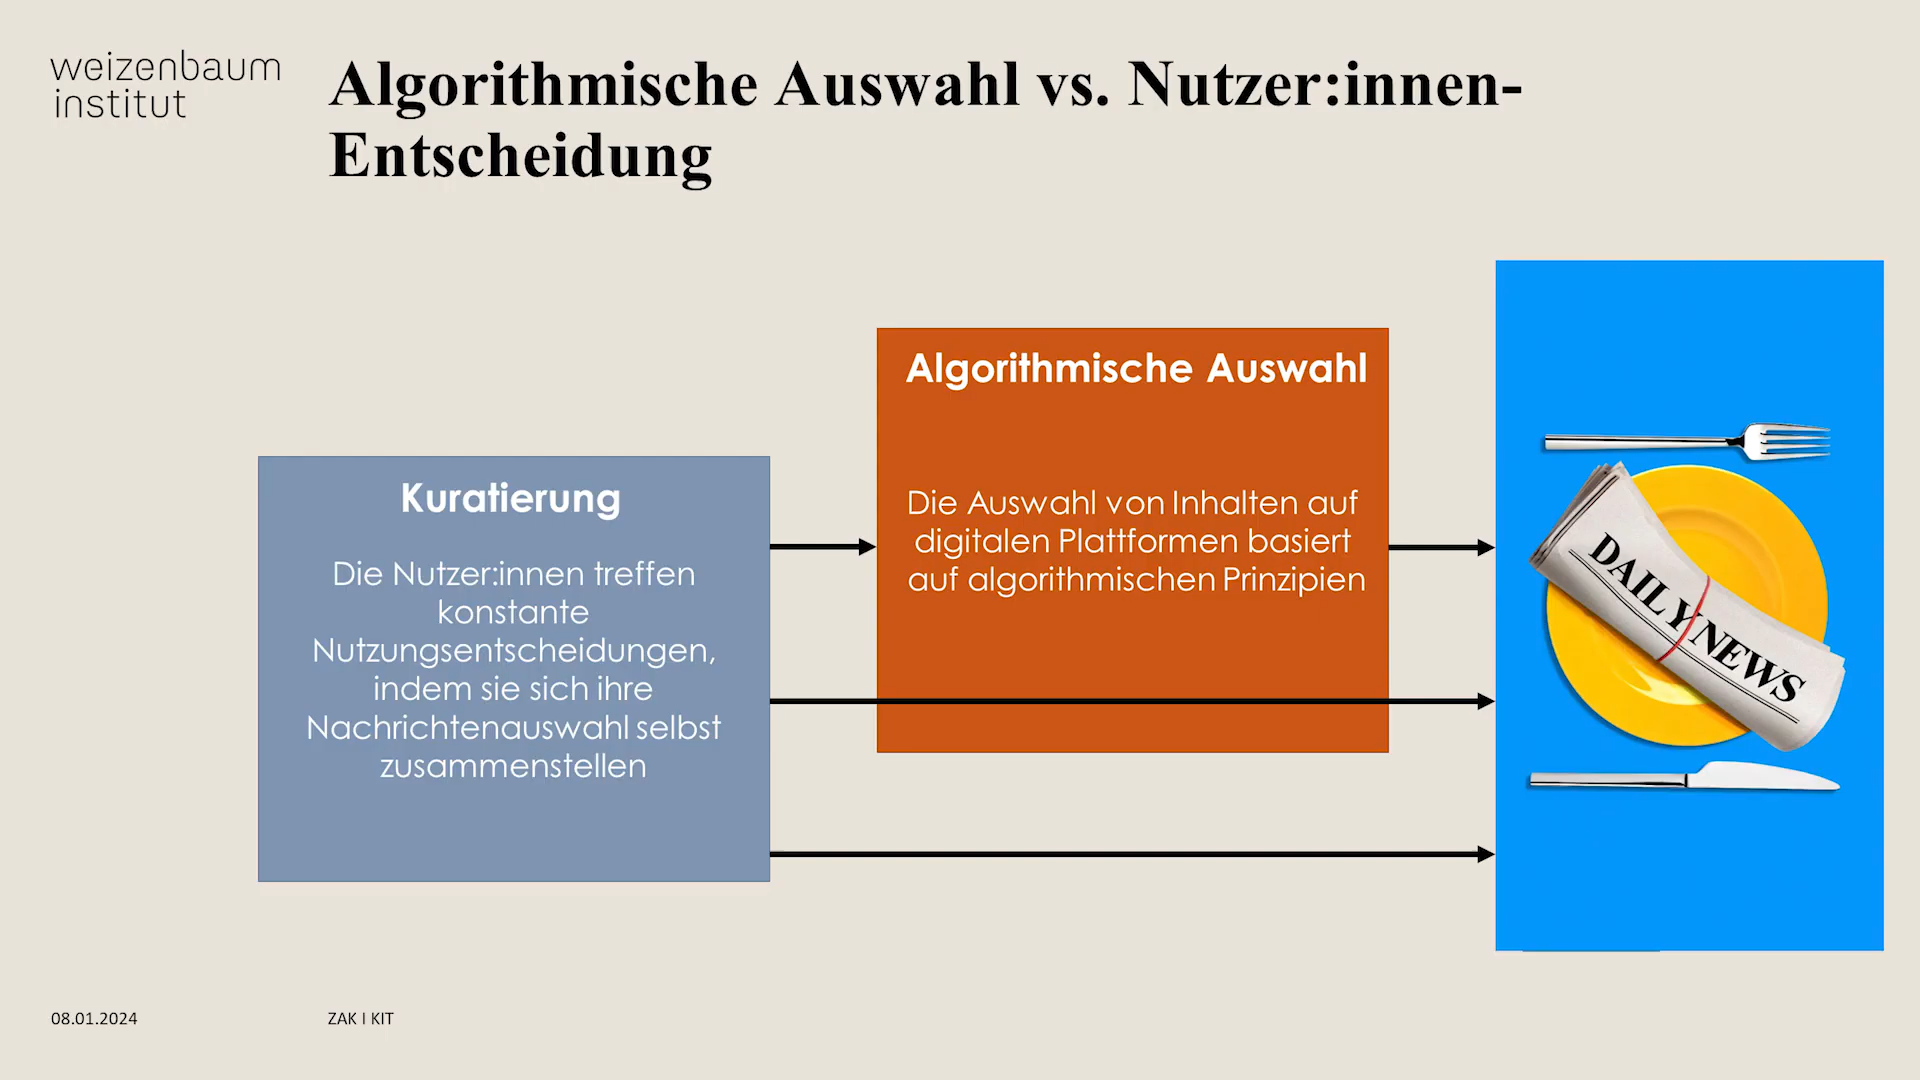 weizenbaum
institut
Algorithmische Auswahl vs. Nutzer:innen-
Entscheidung
Kuratierung
Die Nutzer:innen treffen
konstante
Nutzungsentscheidungen,
indem sie sich ihre
Nachrichtenauswahl selbst
zusammenstellen
Algorithmische Auswahl
Die Auswahl von Inhalten auf
digitalen Plattformen basiert
auf algorithmischen Prinzipien
DAILY NEWS
08.01.2024
ZAK I KIT